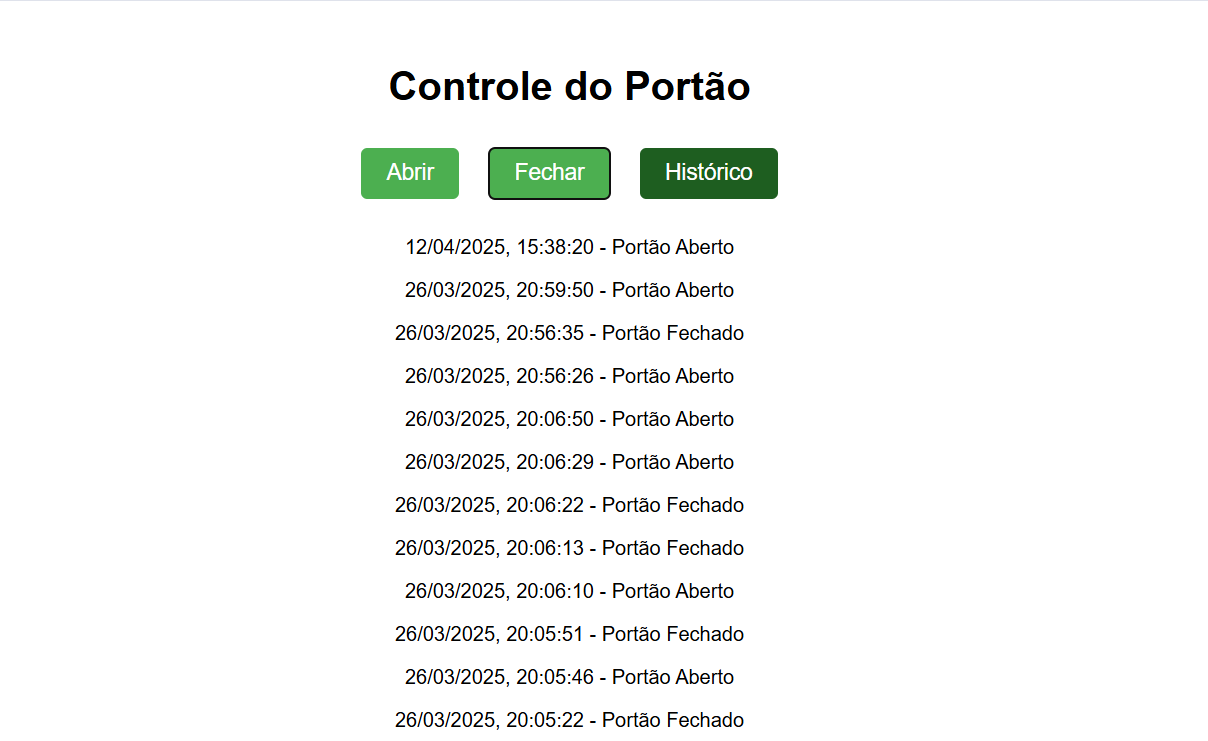 Controle do Portão
Abrir Fechar Histórico
12/04/2025, 15:38:20 - Portão Aberto
26/03/2025, 20:59:50 - Portão Aberto
26/03/2025, 20:56:35 - Portão Fechado
26/03/2025, 20:56:26 - Portão Aberto
26/03/2025, 20:06:50 - Portão Aberto
26/03/2025, 20:06:29 - Portão Aberto
26/03/2025, 20:06:22 - Portão Fechado
26/03/2025, 20:06:13 - Portão Fechado
26/03/2025, 20:06:10 - Portão Aberto
26/03/2025, 20:05:51 - Portão Fechado
26/03/2025, 20:05:46 - Portão Aberto
26/03/2025, 20:05:22 - Portão Fechado